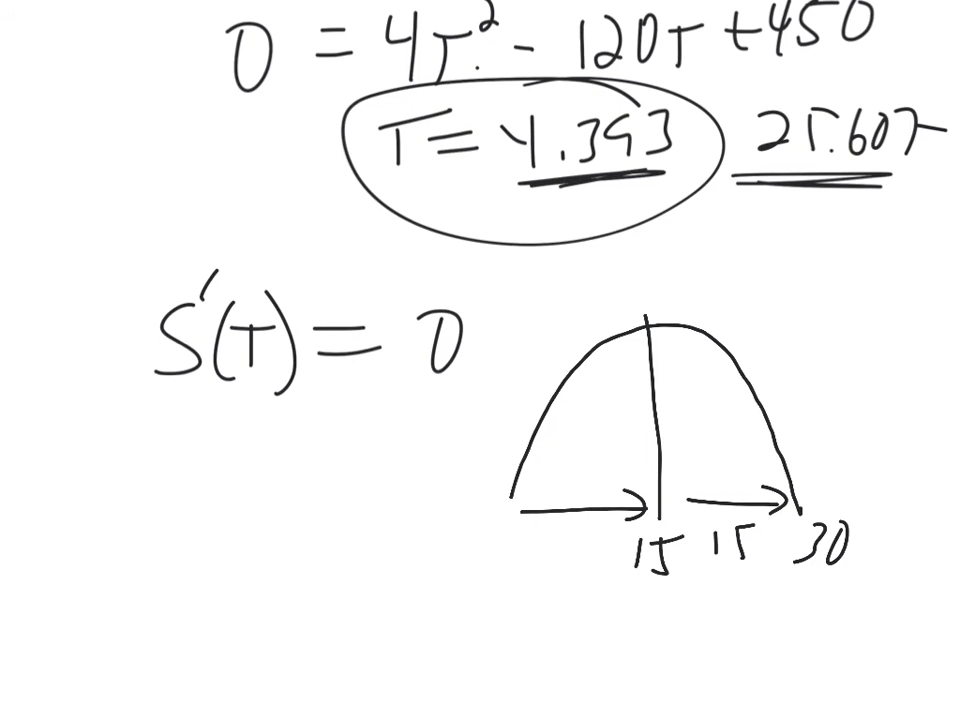 0 = 4T² - 120T + 450
T = 4.393 25.607
S'(T) = 0
15 15 30